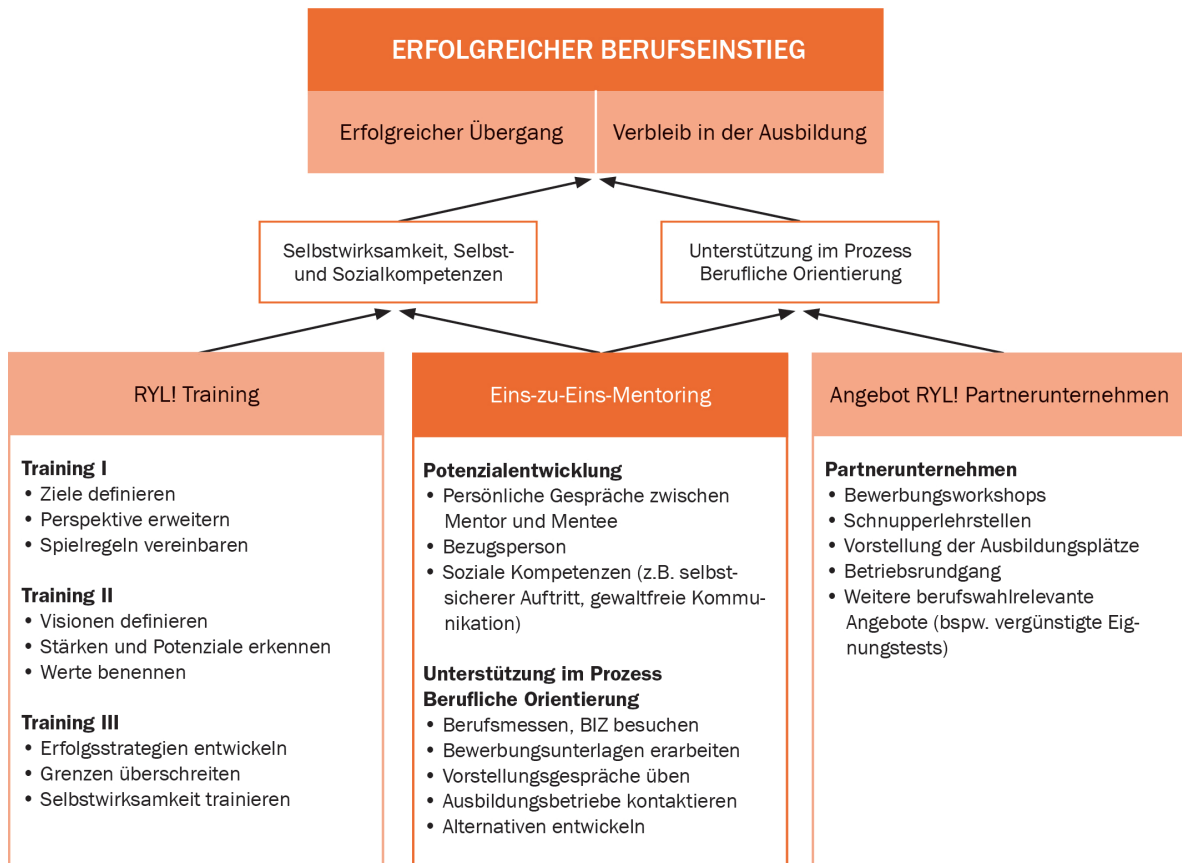 ERFOLGREICHER BERUFSEINSTIEG
Erfolgreicher Übergang
Verbleib in der Ausbildung
Selbstwirksamkeit, Selbst-
und Sozialkompetenzen
Unterstützung im Prozess
Berufliche Orientierung
RYL! Training
Training I
• Ziele definieren
• Perspektive erweitern
• Spielregeln vereinbaren
Training II
• Visionen definieren
• Stärken und Potenziale erkennen
• Werte benennen
Training III
• Erfolgsstrategien entwickeln
• Grenzen überschreiten
• Selbstwirksamkeit trainieren
Eins-zu-Eins-Mentoring
Potenzialentwicklung
• Persönliche Gespräche zwischen
Mentor und Mentee
• Bezugsperson
• Soziale Kompetenzen (z.B. selbst-
sicherer Auftritt, gewaltfreie Kommu-
nikation)
Unterstützung im Prozess
Berufliche Orientierung
• Berufsmessen, BIZ besuchen
• Bewerbungsunterlagen erarbeiten
• Vorstellungsgespräche üben
• Ausbildungsbetriebe kontaktieren
• Alternativen entwickeln
Angebot RYL! Partnerunternehmen
Partnerunternehmen
• Bewerbungsworkshops
• Schnupperlehrstellen
• Vorstellung der Ausbildungsplätze
• Betriebsrundgang
• Weitere berufswahlrelevante
Angebote (bspw. vergünstigte Eig-
nungstests)